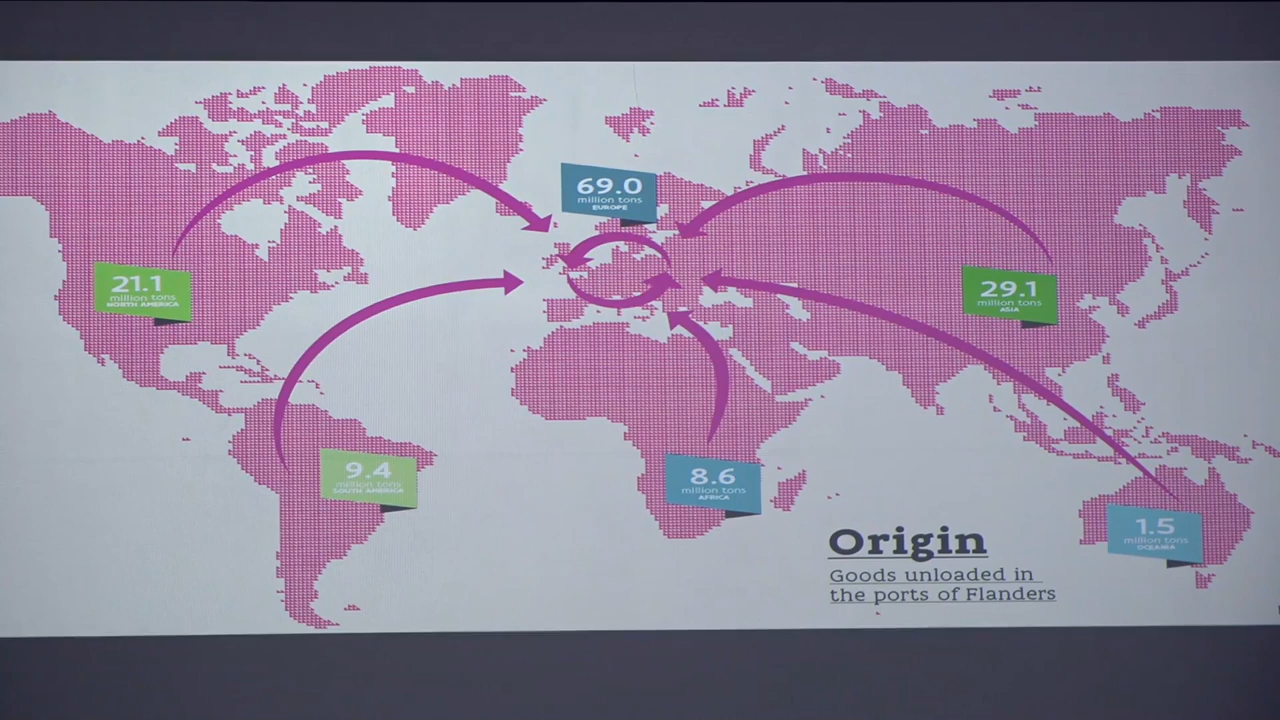 69.0
million tons
EUROPE
21.1
million tons
NORTH AMERICA
29.1
million tons
ASIA
9.4
million tons
SOUTH AMERICA
8.6
million tons
AFRICA
1.5
million tons
OCEANIA
Origin
Goods unloaded in
the ports of Flanders